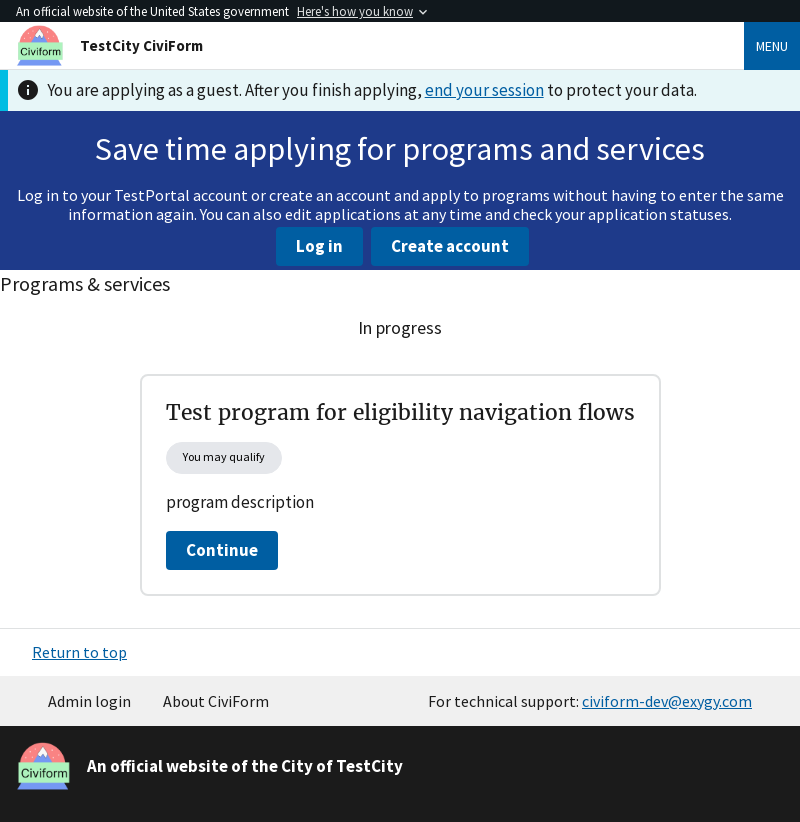 An official website of the United States government Here's how you know
Civiform
TestCity CiviForm
MENU
You are applying as a guest. After you finish applying, end your session to protect your data.
Save time applying for programs and services
Log in to your TestPortal account or create an account and apply to programs without having to enter the same
information again. You can also edit applications at any time and check your application statuses.
Log in
Create account
Programs & services
In progress
Test program for eligibility navigation flows
You may qualify
program description
Continue
Return to top
Admin login
About CiviForm
For technical support: civiform-dev@exygy.com
Civiform
An official website of the City of TestCity